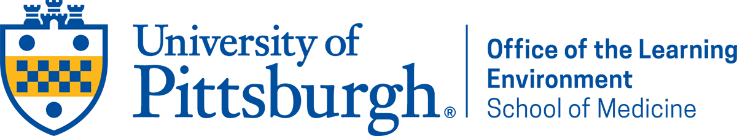 University of
Pittsburgh®
Office of the Learning
Environment
School of Medicine